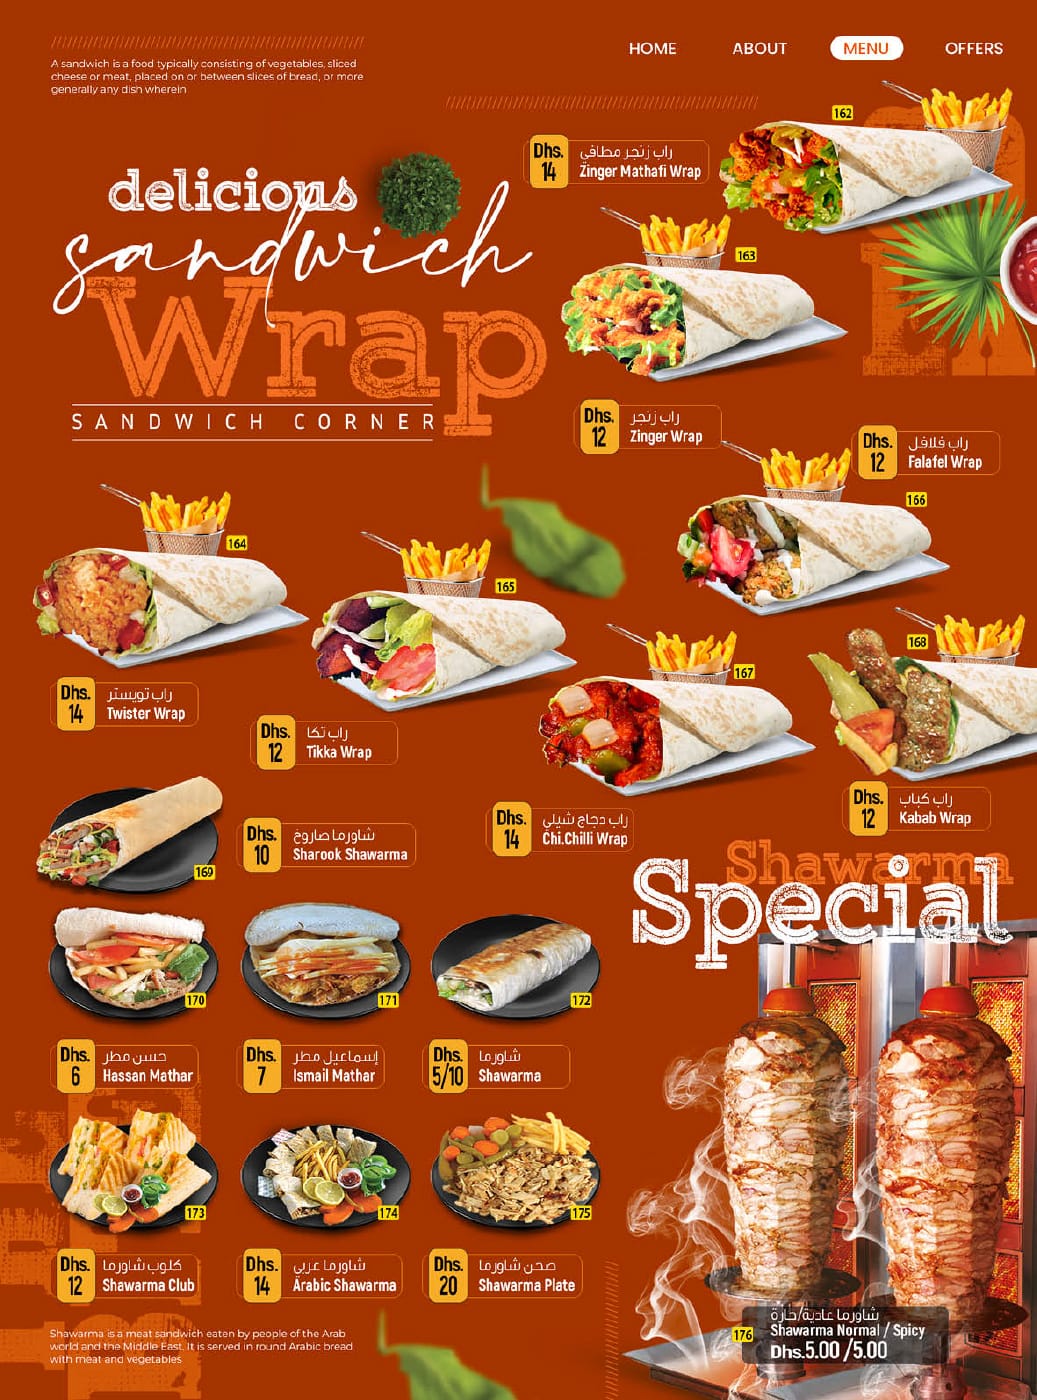 HOME ABOUT MENU OFFERS
A sandwich is a food typically consisting of vegetables, sliced
cheese or meat, placed on or between slices of bread, or more
generally any dish wherein
delicious
sandwich
Wrap
SANDWICH CORNER
162
Dhs.
14
راب زنجر مطافي
Zinger Mathafi Wrap
163
Dhs.
12
راب زنجر
Zinger Wrap
Dhs.
12
راب فلافل
Falafel Wrap
166
164
Dhs.
14
راب تويستر
Twister Wrap
165
Dhs.
12
راب تكا
Tikka Wrap
167
Dhs.
14
راب دجاج شيلي
Chi.Chilli Wrap
168
Dhs.
12
راب كباب
Kabab Wrap
169
Dhs.
10
شاورما صاروخ
Sharook Shawarma
Shawarma
Special
170
171
172
Dhs.
6
حسن مطر
Hassan Mathar
Dhs.
7
إسماعيل مطر
Ismail Mathar
Dhs.
5/10
شاورما
Shawarma
173
174
175
Dhs.
12
كلوب شاورما
Shawarma Club
Dhs.
14
شاورما عربي
Arabic Shawarma
Dhs.
20
صحن شاورما
Shawarma Plate
176
شاورما عادية/حارة
Shawarma Normal / Spicy
Dhs.5.00 /5.00
Shawarma is a meat sandwich eaten by people of the Arab
world and the Middle East. It is served in round Arabic bread
with meat and vegetables